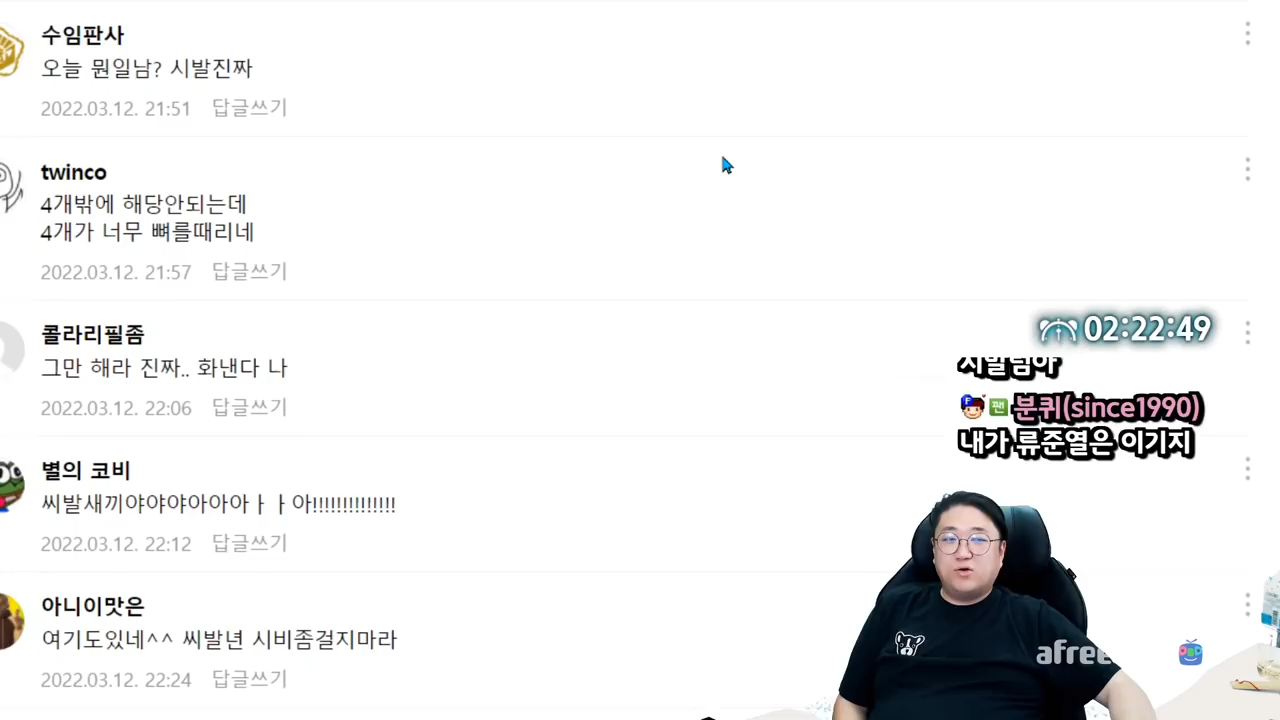 수임판사
오늘 뭔일남? 시발진짜
2022.03.12. 21:51 답글쓰기
twinco
4개밖에 해당안되는데
4개가 너무 뼈를때리네
2022.03.12. 21:57 답글쓰기
콜라리필좀
그만 해라 진짜.. 화낸다 나
2022.03.12. 22:06 답글쓰기
별의 코비
씨발새끼야야야아아아ㅏㅏ아!!!!!!!!!!!!!!
2022.03.12. 22:12 답글쓰기
아니이맛은
여기도있네^^ 씨발년 시비좀걸지마라
2022.03.12. 22:24 답글쓰기
02:22:49
F 팬 분퀴(since1990)
내가 류준열은 이기지